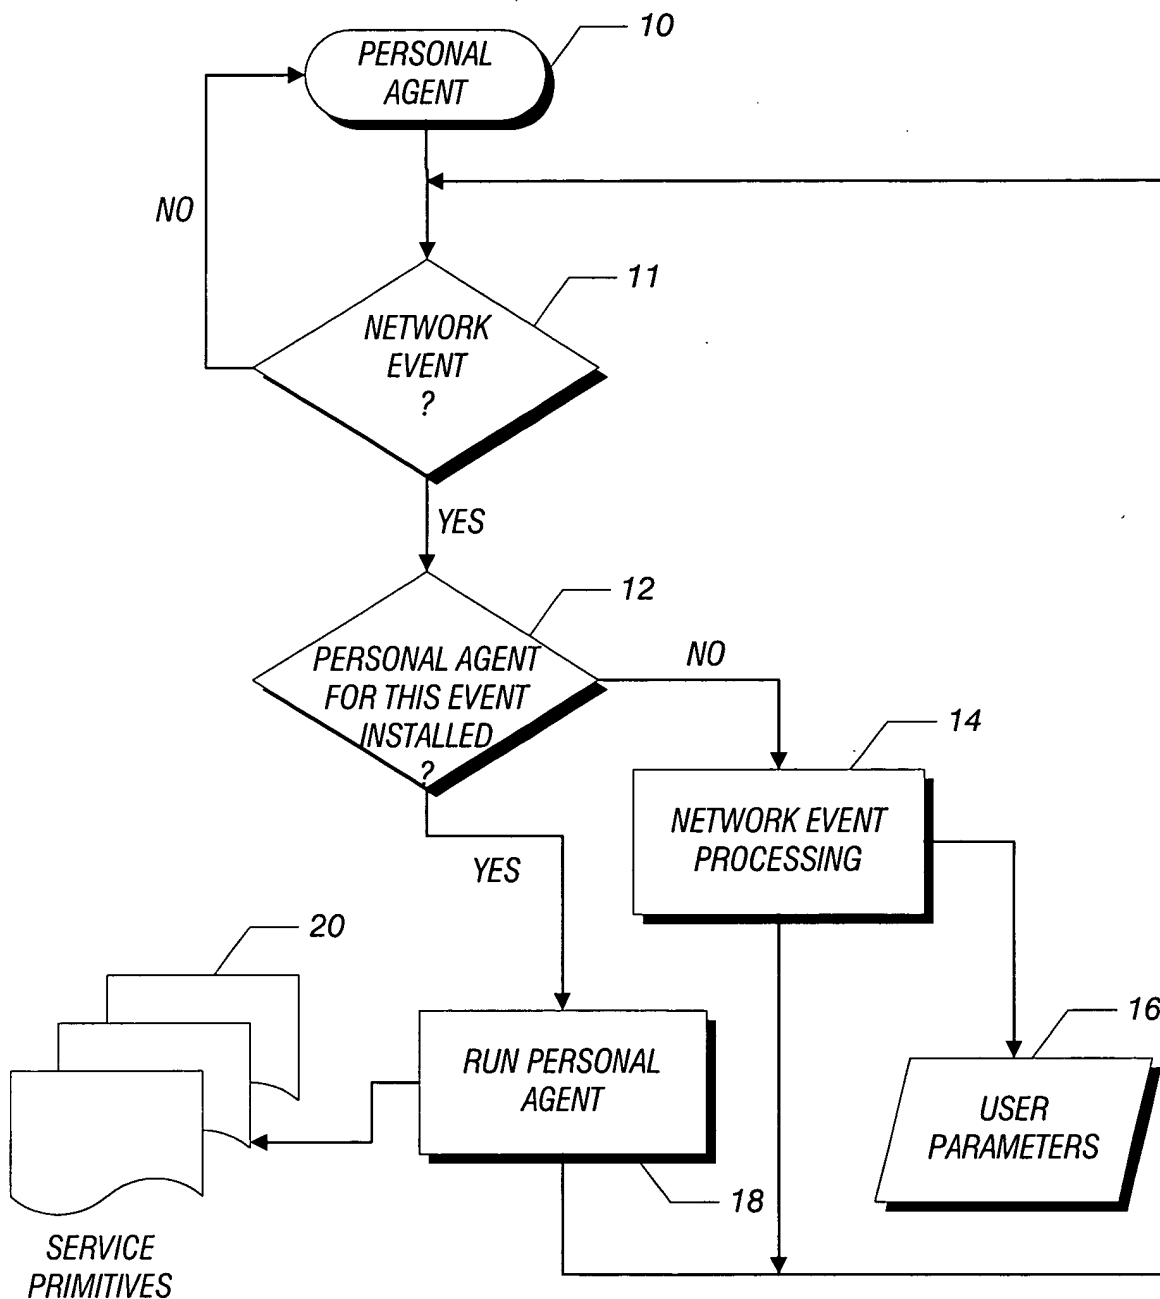 10
PERSONAL
AGENT
NO
11
NETWORK
EVENT
?
YES
12
PERSONAL AGENT
FOR THIS EVENT
INSTALLED
?
NO
14
NETWORK EVENT
PROCESSING
YES
20
16
RUN PERSONAL
AGENT
USER
PARAMETERS
18
SERVICE
PRIMITIVES